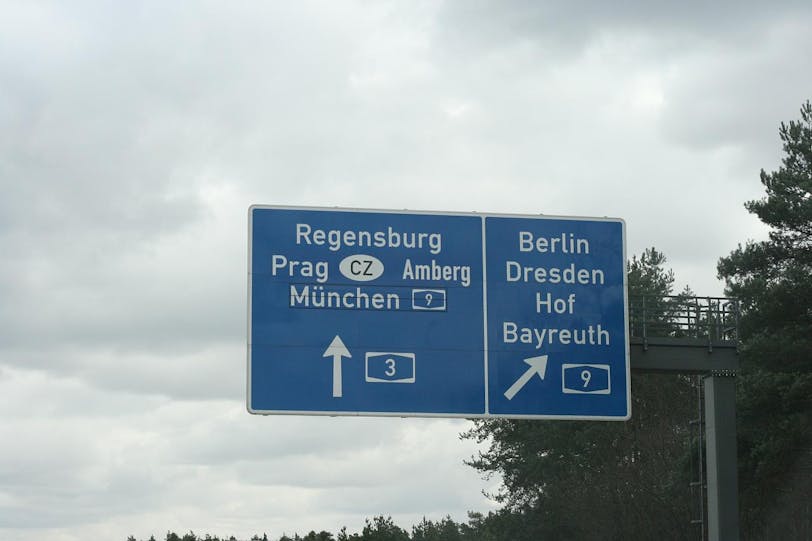 Regensburg
Prag CZ Amberg
München 9
3
Berlin
Dresden
Hof
Bayreuth
9